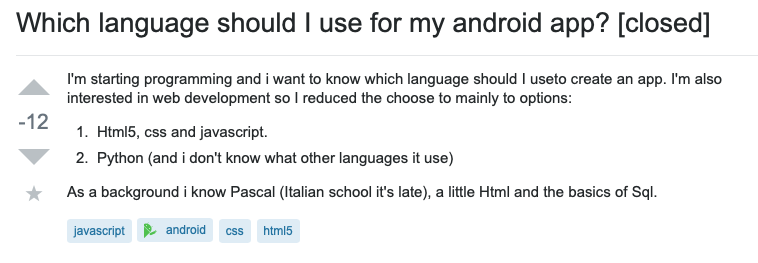 Which language should I use for my android app? [closed]
I'm starting programming and i want to know which language should I useto create an app. I'm also
interested in web development so I reduced the choose to mainly to options:
-12
1. Html5, css and javascript.
2. Python (and i don't know what other languages it use)
As a background i know Pascal (Italian school it's late), a little Html and the basics of Sql.
javascript android css html5